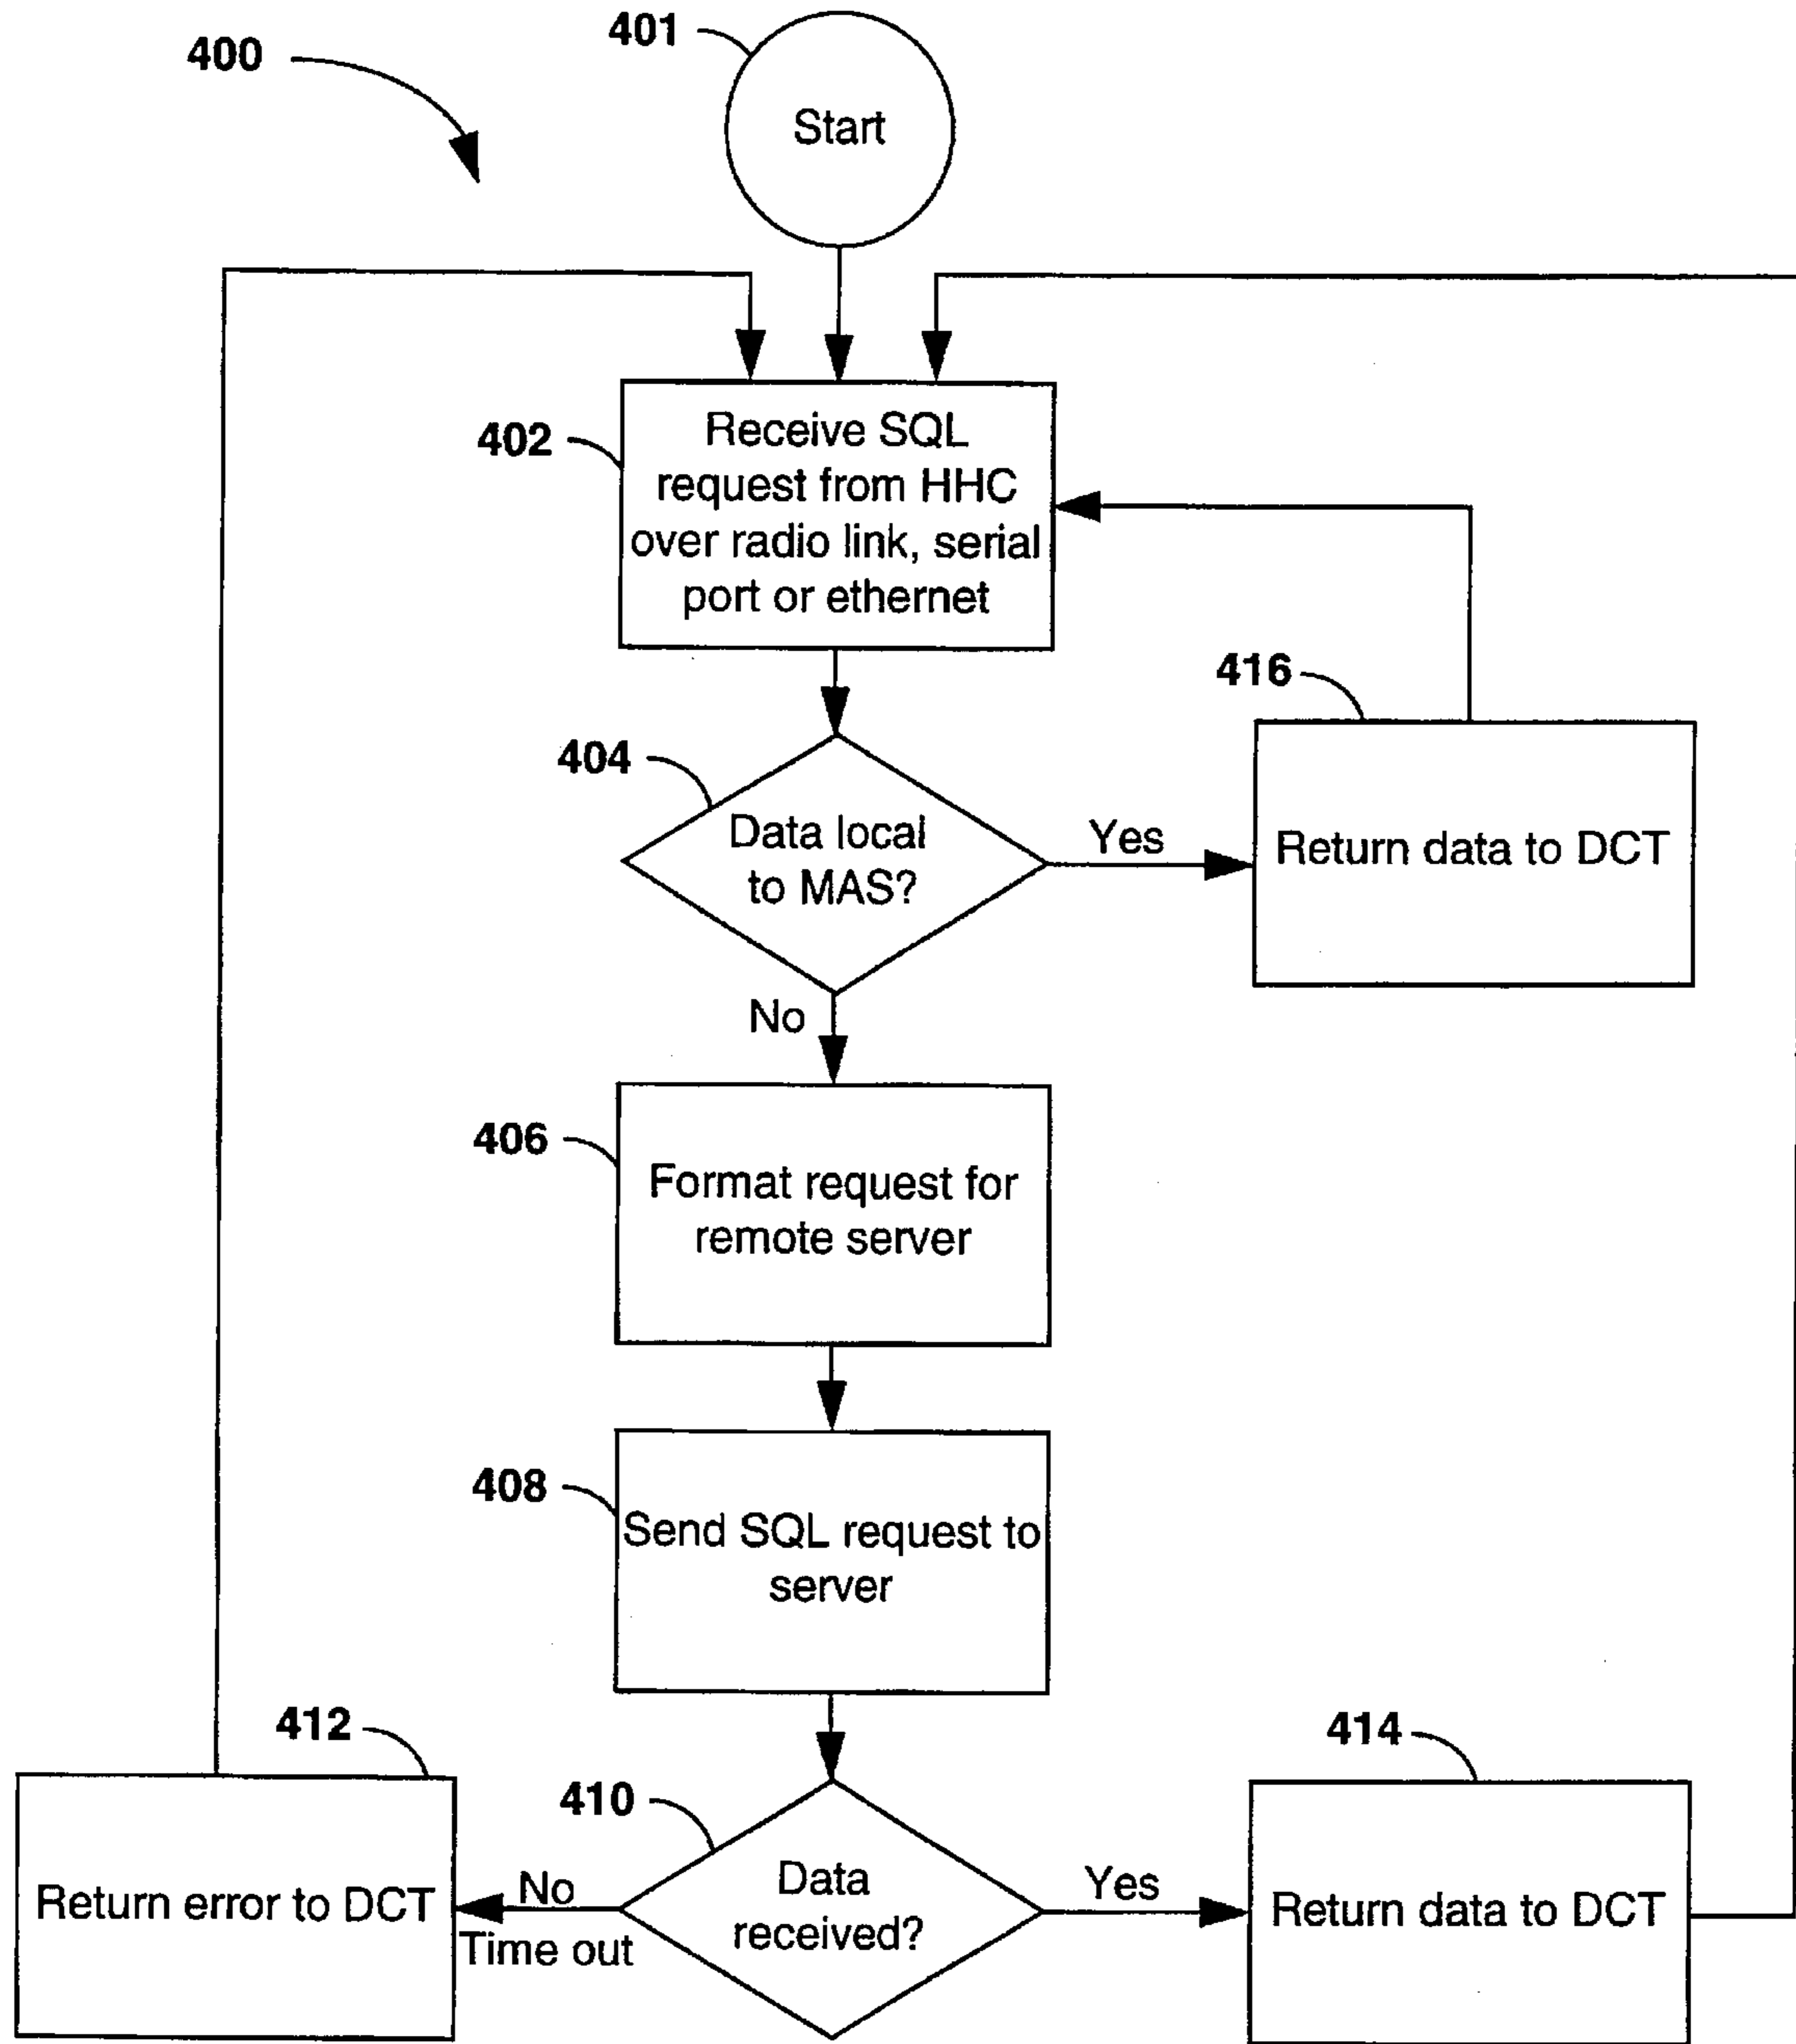 400
401
Start
402
Receive SQL
request from HHC
over radio link, serial
port or ethernet
404
Data local
to MAS?
Yes
416
Return data to DCT
No
406
Format request for
remote server
408
Send SQL request to
server
410
Data
received?
No
Time out
412
Return error to DCT
Yes
414
Return data to DCT